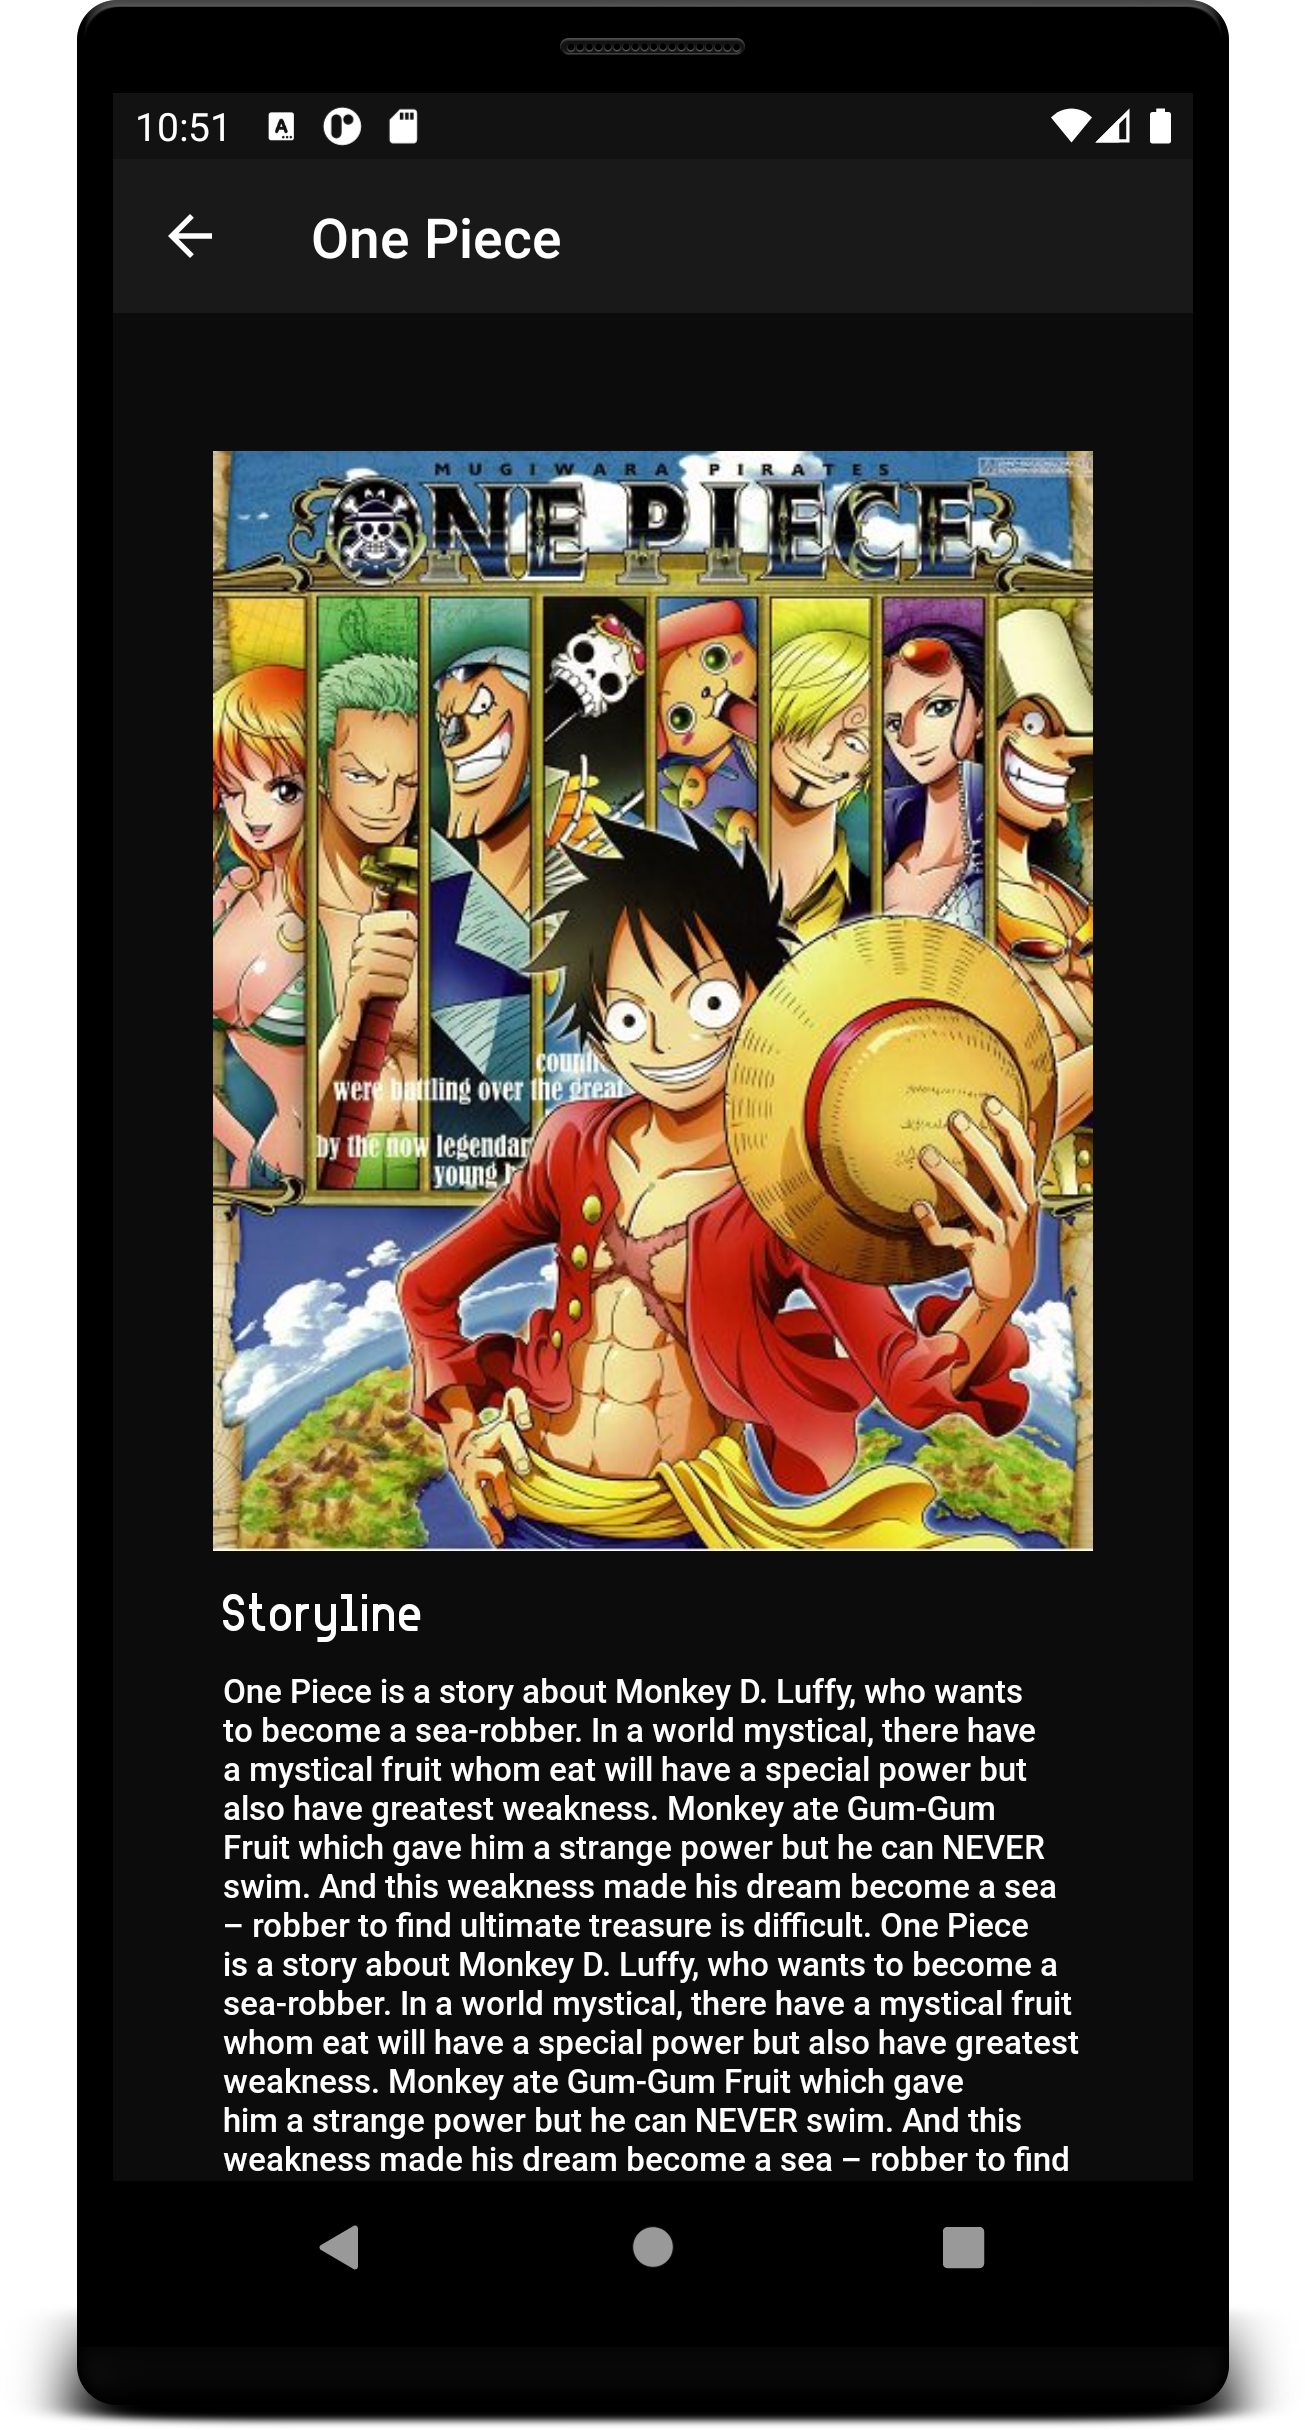 10:51
One Piece
MUGIWARA PIRATES
ONE PIECE
were battling over the great
by the now legendar
young
Storyline
One Piece is a story about Monkey D. Luffy, who wants
to become a sea-robber. In a world mystical, there have
a mystical fruit whom eat will have a special power but
also have greatest weakness. Monkey ate Gum-Gum
Fruit which gave him a strange power but he can NEVER
swim. And this weakness made his dream become a sea
– robber to find ultimate treasure is difficult. One Piece
is a story about Monkey D. Luffy, who wants to become a
sea-robber. In a world mystical, there have a mystical fruit
whom eat will have a special power but also have greatest
weakness. Monkey ate Gum-Gum Fruit which gave
him a strange power but he can NEVER swim. And this
weakness made his dream become a sea – robber to find